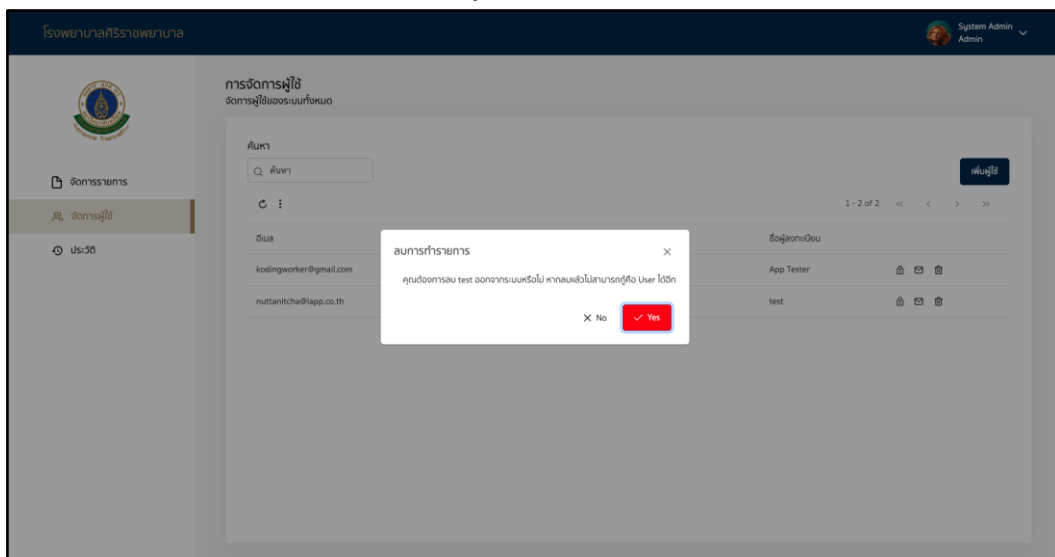 โรงพยาบาลศิริราชพยาบาล
System Admin
Admin
การจัดการผู้ใช้
จัดการผู้ใช้ของระบบทั้งหมด
ค้นหา
ค้นหา
เพิ่มผู้ใช้
จัดการรายการ
จัดการผู้ใช้
ประวัติ
1 - 2 of 2
อีเมล
ชื่อผู้ลงทะเบียน
kodingworker@gmail.com
App Tester
nuttanitcha@iapp.co.th
test
ลบการทำรายการ
คุณต้องการลบ test ออกจากระบบหรือไม่ หากลบแล้วไม่สามารถกู้คือ User ได้อีก
No
Yes